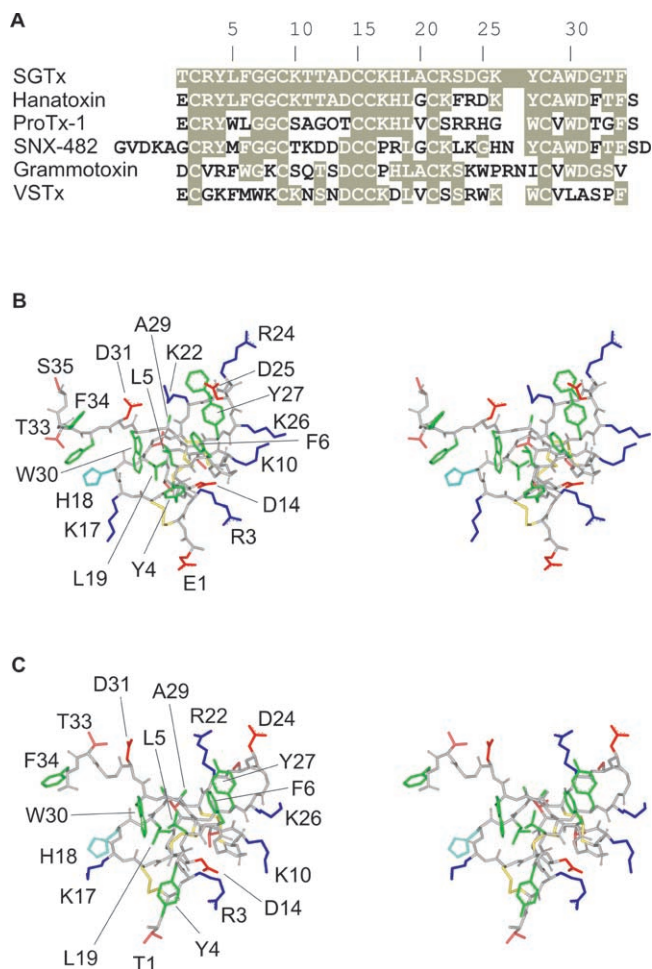 A
5 10 15 20 25 30
SGTx TCRYLFGGCKTTADCCKHLACRSDGK YCAWDGTF
Hanatoxin ECRYLFGGCKTTADCCKHLGCKFRDK YCAWDFTFS
ProTx-1 ECRYWLGGCSAGQTCCKHLVCSRRHG WCVWDTGFS
SNX-482 GVDKAGCRYMFGGCTKDDDCCPRLGCKLKGHN YCAWDFTFSD
Grammotoxin DCVRFWGKCSQTSDCCPHLACKSKWPRNICVWDGSV
VSTx ECGKFMWKCKNSNDCCKDLVCSSRWK WCVLASPF
B
A29
R24
S35
D31
K22
D25
L5
F34
Y27
T33
K26
F6
W30
K10
H18
D14
K17
R3
L19
Y4
E1
C
D31
A29
T33
R22
D24
L5
F34
Y27
F6
W30
K26
H18
K10
K17
D14
R3
L19
Y4
T1